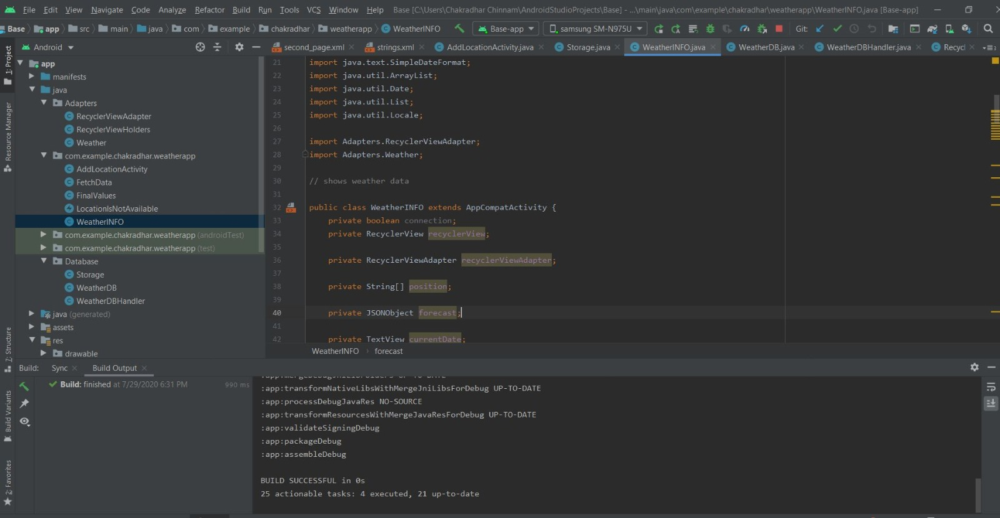 File Edit View Navigate Code Analyze Refactor Build Run Tools VCS Window Help Base [C:\Users\Chakradhar Chinnam\AndroidStudioProjects\Base] - ...\main\java\com\example\chakradhar\weatherapp\WeatherINFO.java [Base-app]
Base app src main java com example chakradhar weatherapp WeatherINFO Base-app samsung SM-N975U Git:
Android
second_page.xml strings.xml AddLocationActivity.java Storage.java WeatherINFO.java WeatherDB.java WeatherDBHandler.java Recycl
1: Project
Resource Manager
7: Structure
Build Variants
2: Favorites
app
manifests
java
Adapters
RecyclerViewAdapter
RecyclerViewHolders
Weather
com.example.chakradhar.weatherapp
AddLocationActivity
FetchData
FinalValues
LocationIsNotAvailable
WeatherINFO
com.example.chakradhar.weatherapp (androidTest)
com.example.chakradhar.weatherapp (test)
Database
Storage
WeatherDB
WeatherDBHandler
java (generated)
assets
res
drawable
21 import java.text.SimpleDateFormat;
22 import java.util.ArrayList;
23 import java.util.Date;
24 import java.util.List;
25 import java.util.Locale;
26
27 import Adapters.RecyclerViewAdapter;
28 import Adapters.Weather;
29
30 // shows weather data
31
32 public class WeatherINFO extends AppCompatActivity {
33 private boolean connection;
34 private RecyclerView recyclerView;
35
36 private RecyclerViewAdapter recyclerViewAdapter;
37
38 private String[] position;
39
40 private JSONObject forecast;
41
42 private TextView currentDate;
WeatherINFO › forecast
Build: Sync Build Output
Build: finished at 7/29/2020 6:31 PM 990 ms
:app:mergeDebugJniLibFolders UP-TO-DATE
:app:transformNativeLibsWithMergeJniLibsForDebug UP-TO-DATE
:app:processDebugJavaRes NO-SOURCE
:app:transformResourcesWithMergeJavaResForDebug UP-TO-DATE
:app:validateSigningDebug
:app:packageDebug
:app:assembleDebug
BUILD SUCCESSFUL in 0s
25 actionable tasks: 4 executed, 21 up-to-date